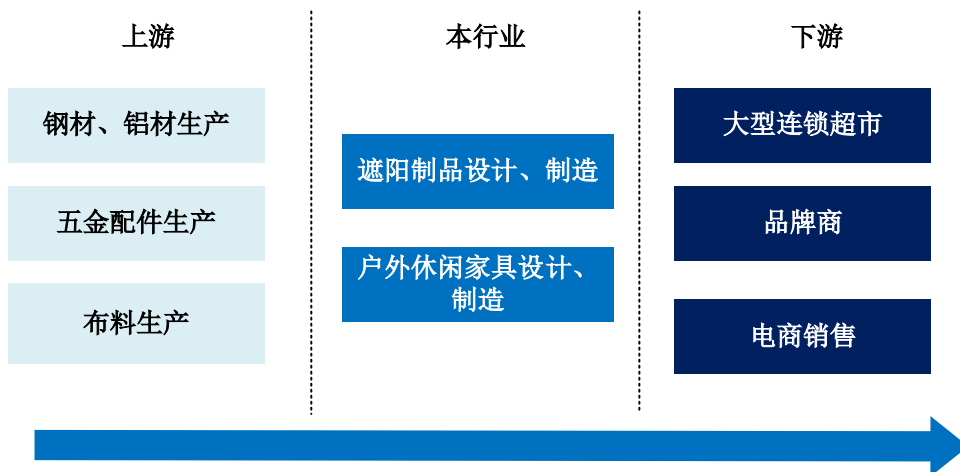 上游
本行业
下游
钢材、铝材生产
五金配件生产
布料生产
遮阳制品设计、制造
户外休闲家具设计、
制造
大型连锁超市
品牌商
电商销售